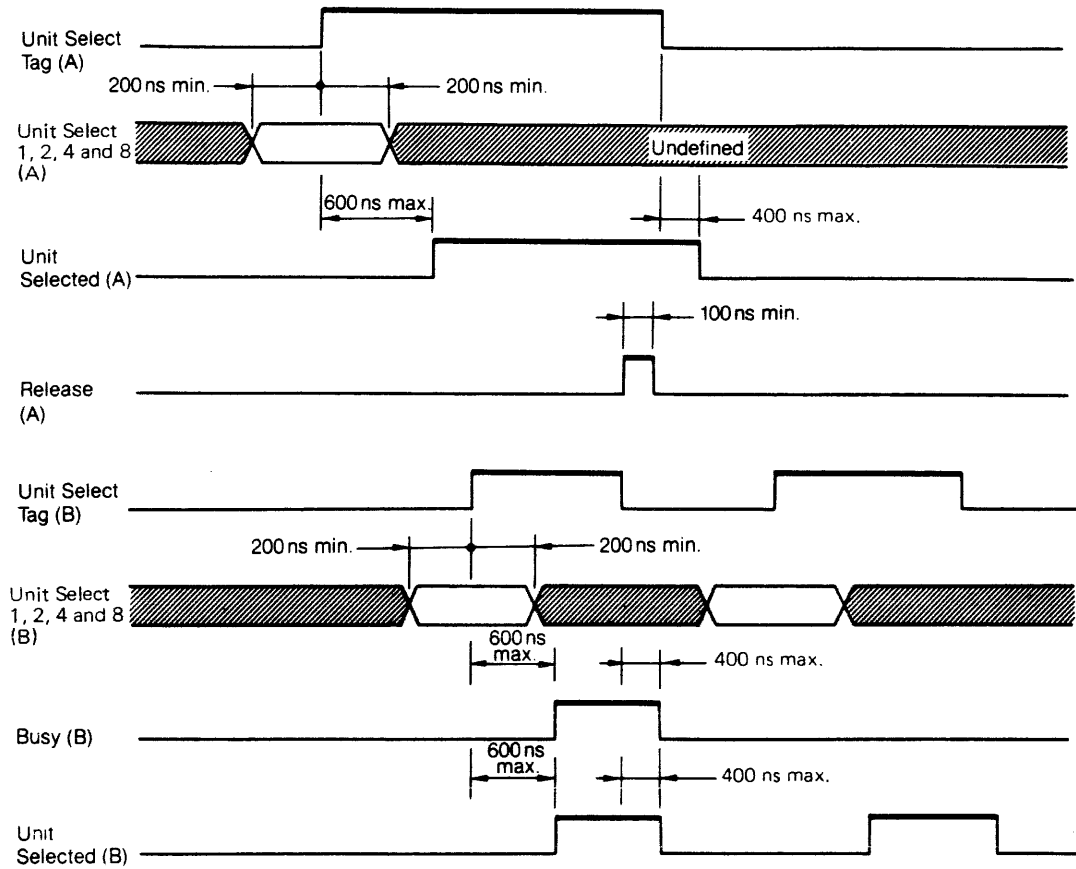 Unit Select
Tag (A)
200 ns min.
200 ns min.
Unit Select
1, 2, 4 and 8
(A)
Undefined
600 ns max.
400 ns max.
Unit
Selected (A)
100 ns min.
Release
(A)
Unit Select
Tag (B)
200 ns min.
200 ns min.
Unit Select
1, 2, 4 and 8
(B)
600 ns
max.
400 ns max.
Busy (B)
600 ns
max.
400 ns max.
Unit
Selected (B)